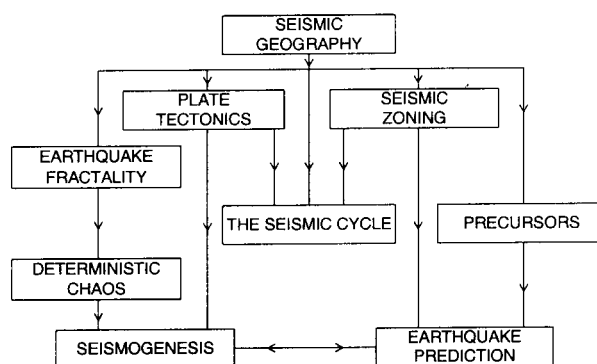 SEISMIC
GEOGRAPHY
PLATE
TECTONICS
SEISMIC
ZONING
EARTHQUAKE
FRACTALITY
THE SEISMIC CYCLE
PRECURSORS
DETERMINISTIC
CHAOS
SEISMOGENESIS
EARTHQUAKE
PREDICTION